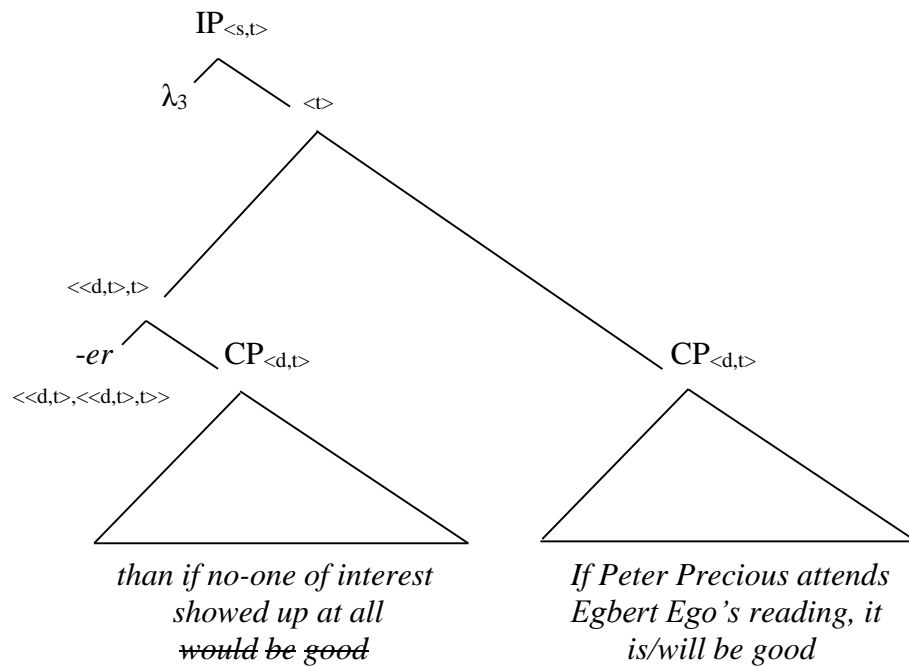 IP<s,t>
λ3
<t>
<<d,t>,t>
-er
CP<d,t>
CP<d,t>
<<d,t>,<<d,t>,t>>
than if no-one of interest
showed up at all
would be good
If Peter Precious attends
Egbert Ego’s reading, it
is/will be good